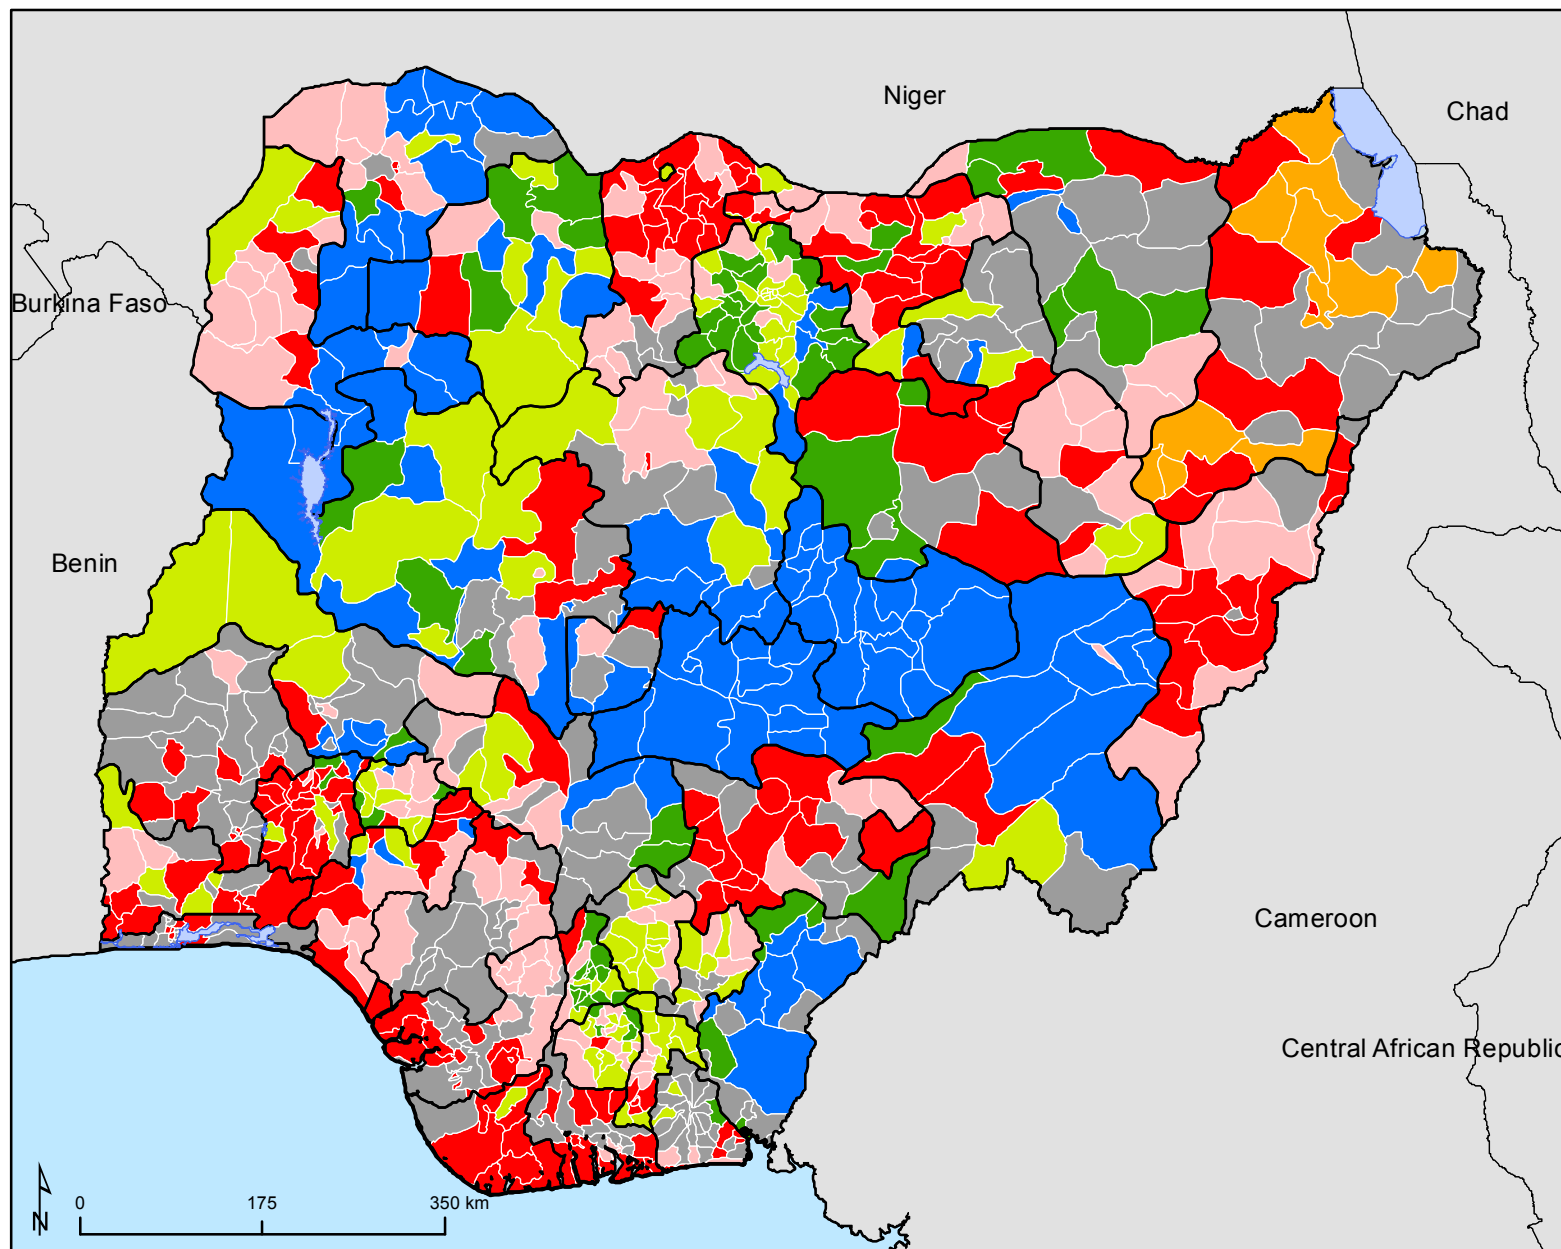 Niger
Chad
Burkina Faso
Benin
Cameroon
Central African Republic
N
0 175 350 km